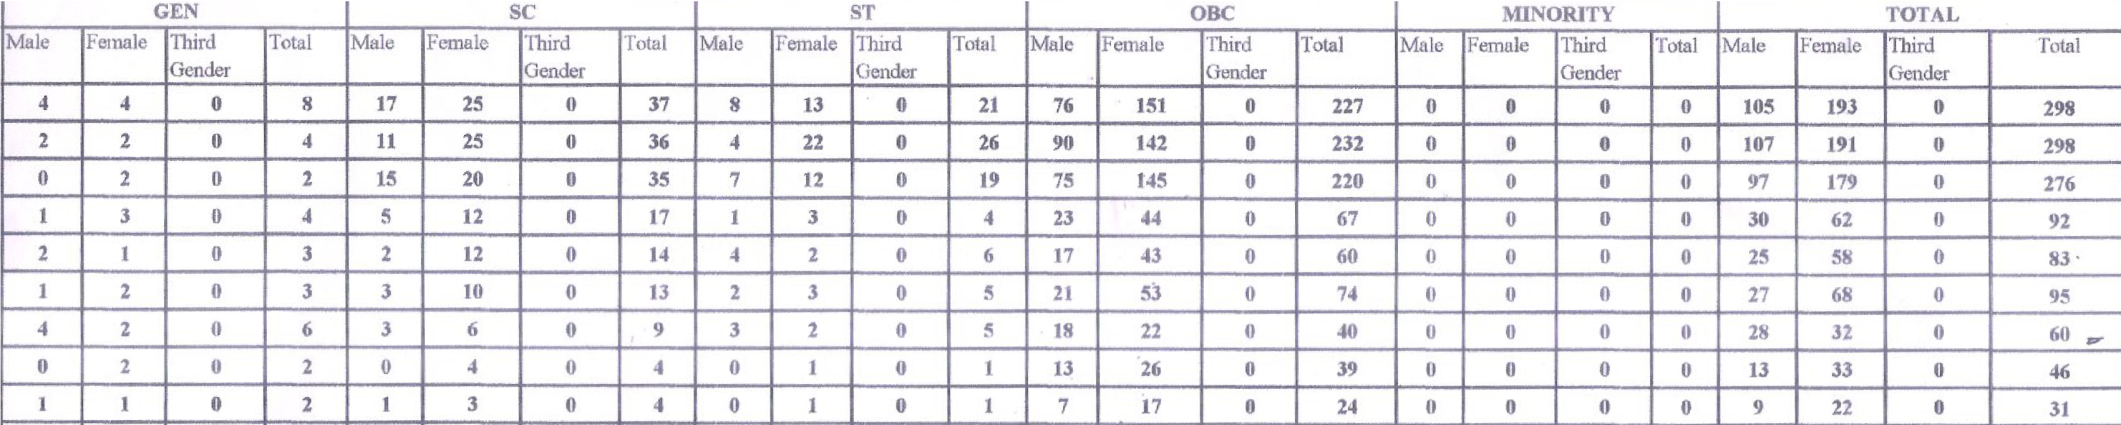 GEN SC ST OBC MINORITY TOTAL
Male Female Third Gender Total Male Female Third Gender Total Male Female Third Gender Total Male Female Third Gender Total Male Female Third Gender Total Male Female Third Gender Total
4 4 0 8 17 25 0 37 8 13 0 21 76 151 0 227 0 0 0 0 105 193 0 298
2 2 0 4 11 25 0 36 4 22 0 26 90 142 0 232 0 0 0 0 107 191 0 298
0 2 0 2 15 20 0 35 7 12 0 19 75 145 0 220 0 0 0 0 97 179 0 276
1 3 0 4 5 12 0 17 1 3 0 4 23 44 0 67 0 0 0 0 30 62 0 92
2 1 0 3 2 12 0 14 4 2 0 6 17 43 0 60 0 0 0 0 25 58 0 83
1 2 0 3 3 10 0 13 2 3 0 5 21 53 0 74 0 0 0 0 27 68 0 95
4 2 0 6 3 6 0 9 3 2 0 5 18 22 0 40 0 0 0 0 28 32 0 60
0 2 0 2 0 4 0 4 0 1 0 1 13 26 0 39 0 0 0 0 13 33 0 46
1 1 0 2 1 3 0 4 0 1 0 1 7 17 0 24 0 0 0 0 9 22 0 31